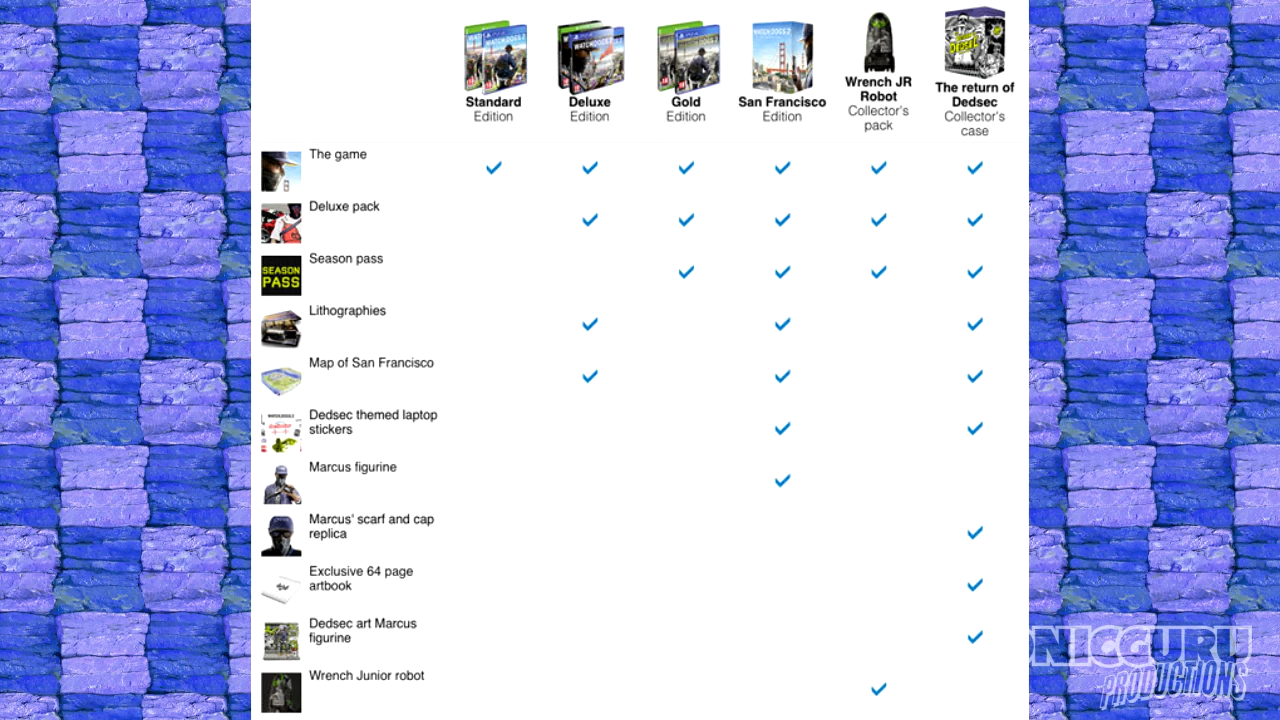 Standard
Edition
Deluxe
Edition
Gold
Edition
San Francisco
Edition
Wrench JR
Robot
Collector's
pack
The return of
Dedsec
Collector's
case
The game
Deluxe pack
Season pass
SEASON
PASS
Lithographies
Map of San Francisco
Dedsec themed laptop
stickers
Marcus figurine
Marcus' scarf and cap
replica
Exclusive 64 page
artbook
Dedsec art Marcus
figurine
Wrench Junior robot
NICGURU
PRODUCTIONS